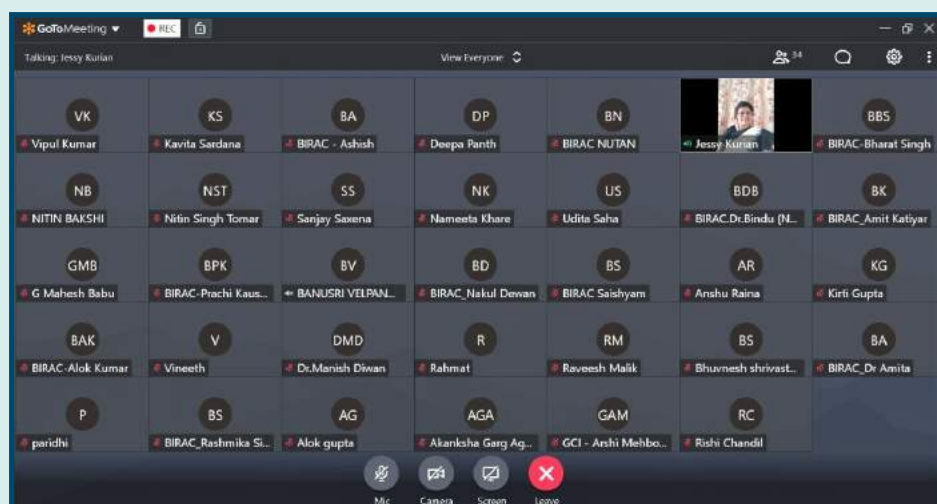 GoToMeeting
REC
Talking: Jessy Kurian
View Everyone
34
VK KS BA DP BN BBS
Vipul Kumar Kavita Sardana BIRAC - Ashish Deepa Panth BIRAC NUTAN Jessy Kurian BIRAC-Bharat Singh
NB NST SS NK US BDB BK
NITIN BAKSHI Nitin Singh Tomar Sanjay Saxena Nameeta Khare Udita Saha BIRAC.Dr.Bindu (N... BIRAC_Amit Katiyar
GMB BPK BV BD BS AR KG
G Mahesh Babu BIRAC-Prachi Kaus... BANUSRI VELPAN... BIRAC_Nakul Dewan BIRAC Saishyam Anshu Raina Kirti Gupta
BAK V DMD R RM BS BA
BIRAC-Alok Kumar Vineeth Dr.Manish Diwan Rahmat Raveesh Malik Bhuvnesh shrivast... BIRAC_Dr Amita
P BS AG AGA GAM RC
paridhi BIRAC_Rashmika Si... Alok gupta Akanksha Garg Ag... GCI - Arshi Mehbo... Rishi Chandil
Mic Camera Screen Leave